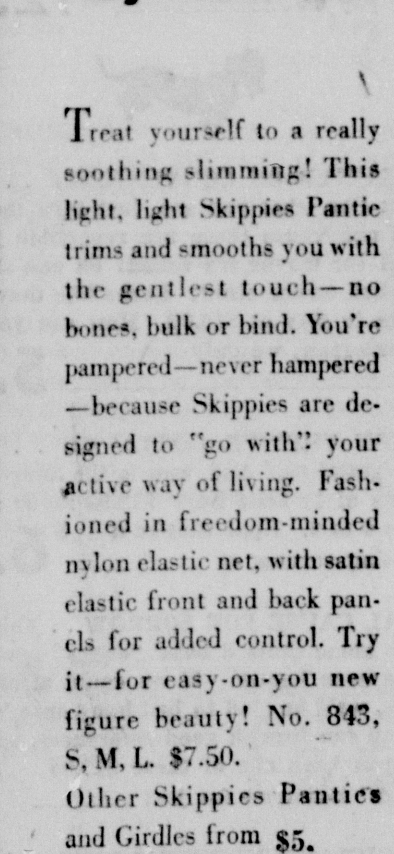 Treat yourself to a really
soothing slimming! This
light, light Skippies Pantie
trims and smooths you with
the gentlest touch—no
bones, bulk or bind. You're
pampered—never hampered
—because Skippies are de-
signed to "go with" your
active way of living. Fash-
ioned in freedom-minded
nylon elastic net, with satin
elastic front and back pan-
els for added control. Try
it—for easy-on-you new
figure beauty! No. 843,
S, M, L. $7.50.
Other Skippies Panties
and Girdles from $5.